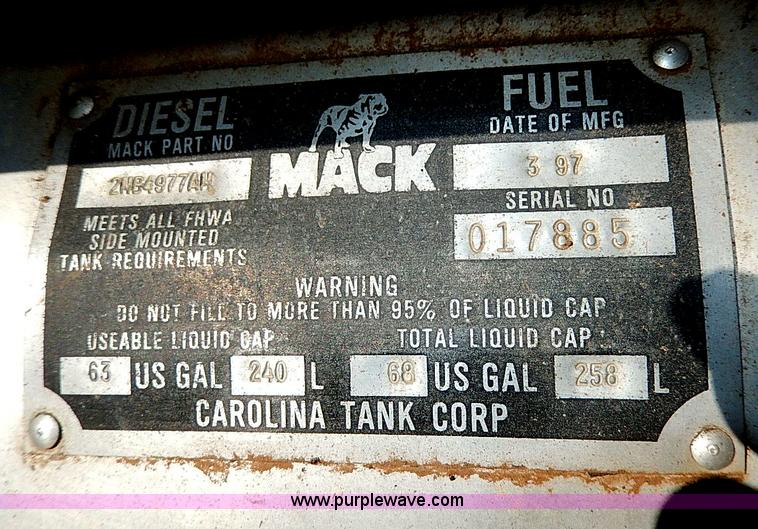 DIESEL
MACK PART NO
MACK
FUEL
DATE OF MFG
3 97
SERIAL NO
017885
MEETS ALL FHWA
SIDE MOUNTED
TANK REQUIREMENTS
WARNING
DO NOT FILL TO MORE THAN 95% OF LIQUID CAP
USEABLE LIQUID CAP TOTAL LIQUID CAP
63 US GAL 240 L 68 US GAL 258 L
CAROLINA TANK CORP
www.purplewave.com